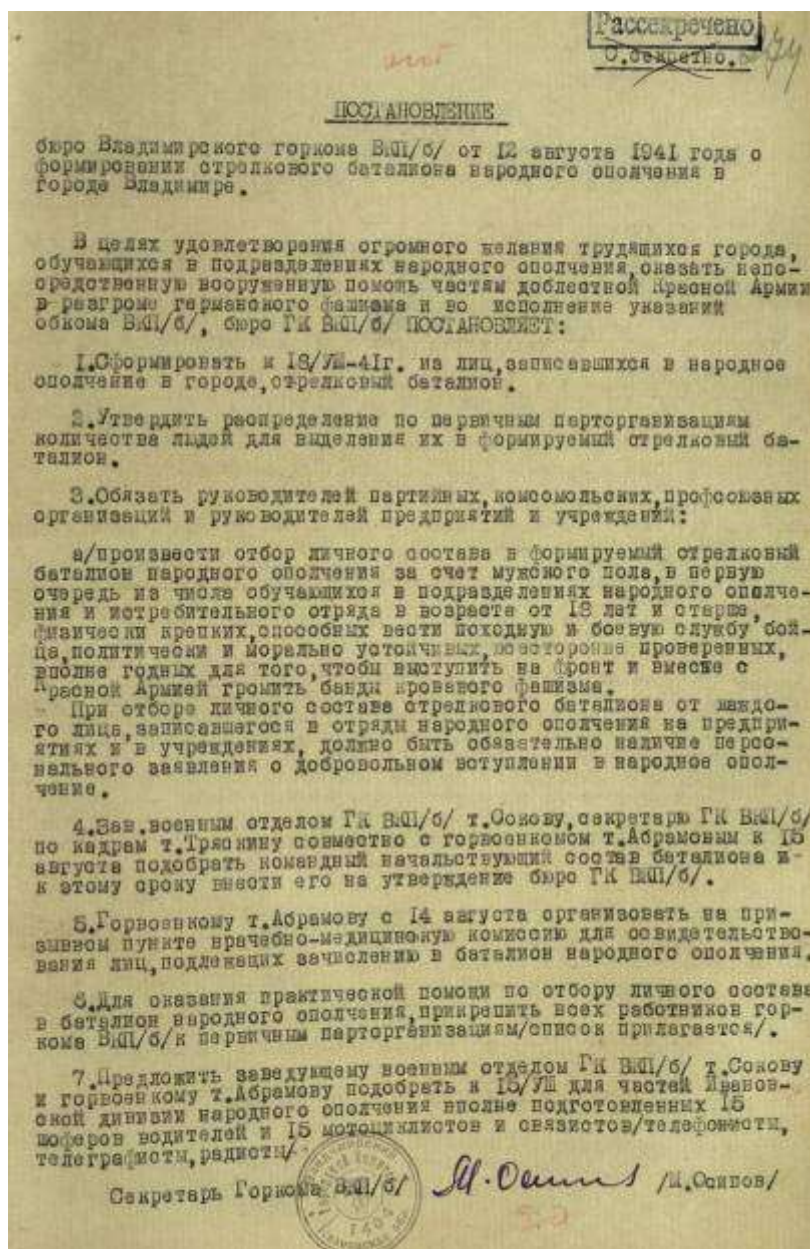 Рассекречено
С.секретно.
ПОСТАНОВЛЕНИЕ
бюро Владимирского горкома ВКП/б/ от 12 августа 1941 года о
формировании стрелкового баталиона народного ополчения в
городе Владимире.
В целях удовлетворения огромного желания трудящихся города,
обучающихся в подразделениях народного ополчения,оказать непо-
средственную вооруженную помощь частям доблестной Красной Армии
в разгроме германского фашизма и во исполнение указаний
обкома ВКП/б/, бюро ГК ВКП/б/ ПОСТАНОВЛЯЕТ:
1.Сформировать к 18/УШ-41г. из лиц,записавшихся в народное
ополчение в городе,стрелковый баталион.
2.Утвердить распределение по первичным парторганизациям
количества людей для выделения их в формируемый стрелковый ба-
талион.
3.Обязать руководителей партийных,комсомольских,профсоюзных
организаций и руководителей предприятий и учреждений:
а/произвести отбор личного состава в формируемый стрелковый
баталион народного ополчения за счет мужского пола,в первую
очередь из числа обучающихся в подразделениях народного ополче-
ния и истребительного отряда в возрасте от 18 лет и старше,
физически крепких,способных вести походную и боевую службу бой-
ца,политически и морально устойчивых,всесторонне проверенных,
вполне годных для того,чтобы выступить на фронт и вместе с
Красной Армией громить банды кровавого фашизма.
При отборе личного состава стрелкового баталиона от каждо-
го лица,записавшегося в отряды народного ополчения на предпри-
ятиях и в учреждениях, должно быть обязательно наличие персо-
нального заявления о добровольном вступлении в народное опол-
чение.
4.Зав.военным отделом ГК ВКП/б/ т.Сокову,секретарю ГК ВКП/б/
по кадрам т.Тряскину совместно с горвоенкомом т.Абрамовым к 15
августа подобрать командный начальствующий состав баталиона и
к этому сроку внести его на утверждение бюро ГК ВКП/б/.
5.Горвоенкому т.Абрамову с 14 августа организовать на при-
зывном пункте врачебно-медицинскую комиссию для освидетельство-
вания лиц,подлежащих зачислению в баталион народного ополчения.
6.Для оказания практической помощи по отбору личного состава
в баталион народного ополчения,прикрепить всех работников гор-
кома ВКП/б/к первичным парторганизациям/список прилагается/.
7.Предложить заведующему военным отделом ГК ВКП/б/ т.Сокову
и горвоенкому т.Абрамову подобрать к 15/УШ для частей Иванов-
ской дивизии народного ополчения вполне подготовленных 15
шоферов водителей и 15 мотоциклистов и связистов/телефонисты,
телеграфисты,радисты/
Секретарь Горкома ВКП/б/ М.Осипов /М.Осипов/